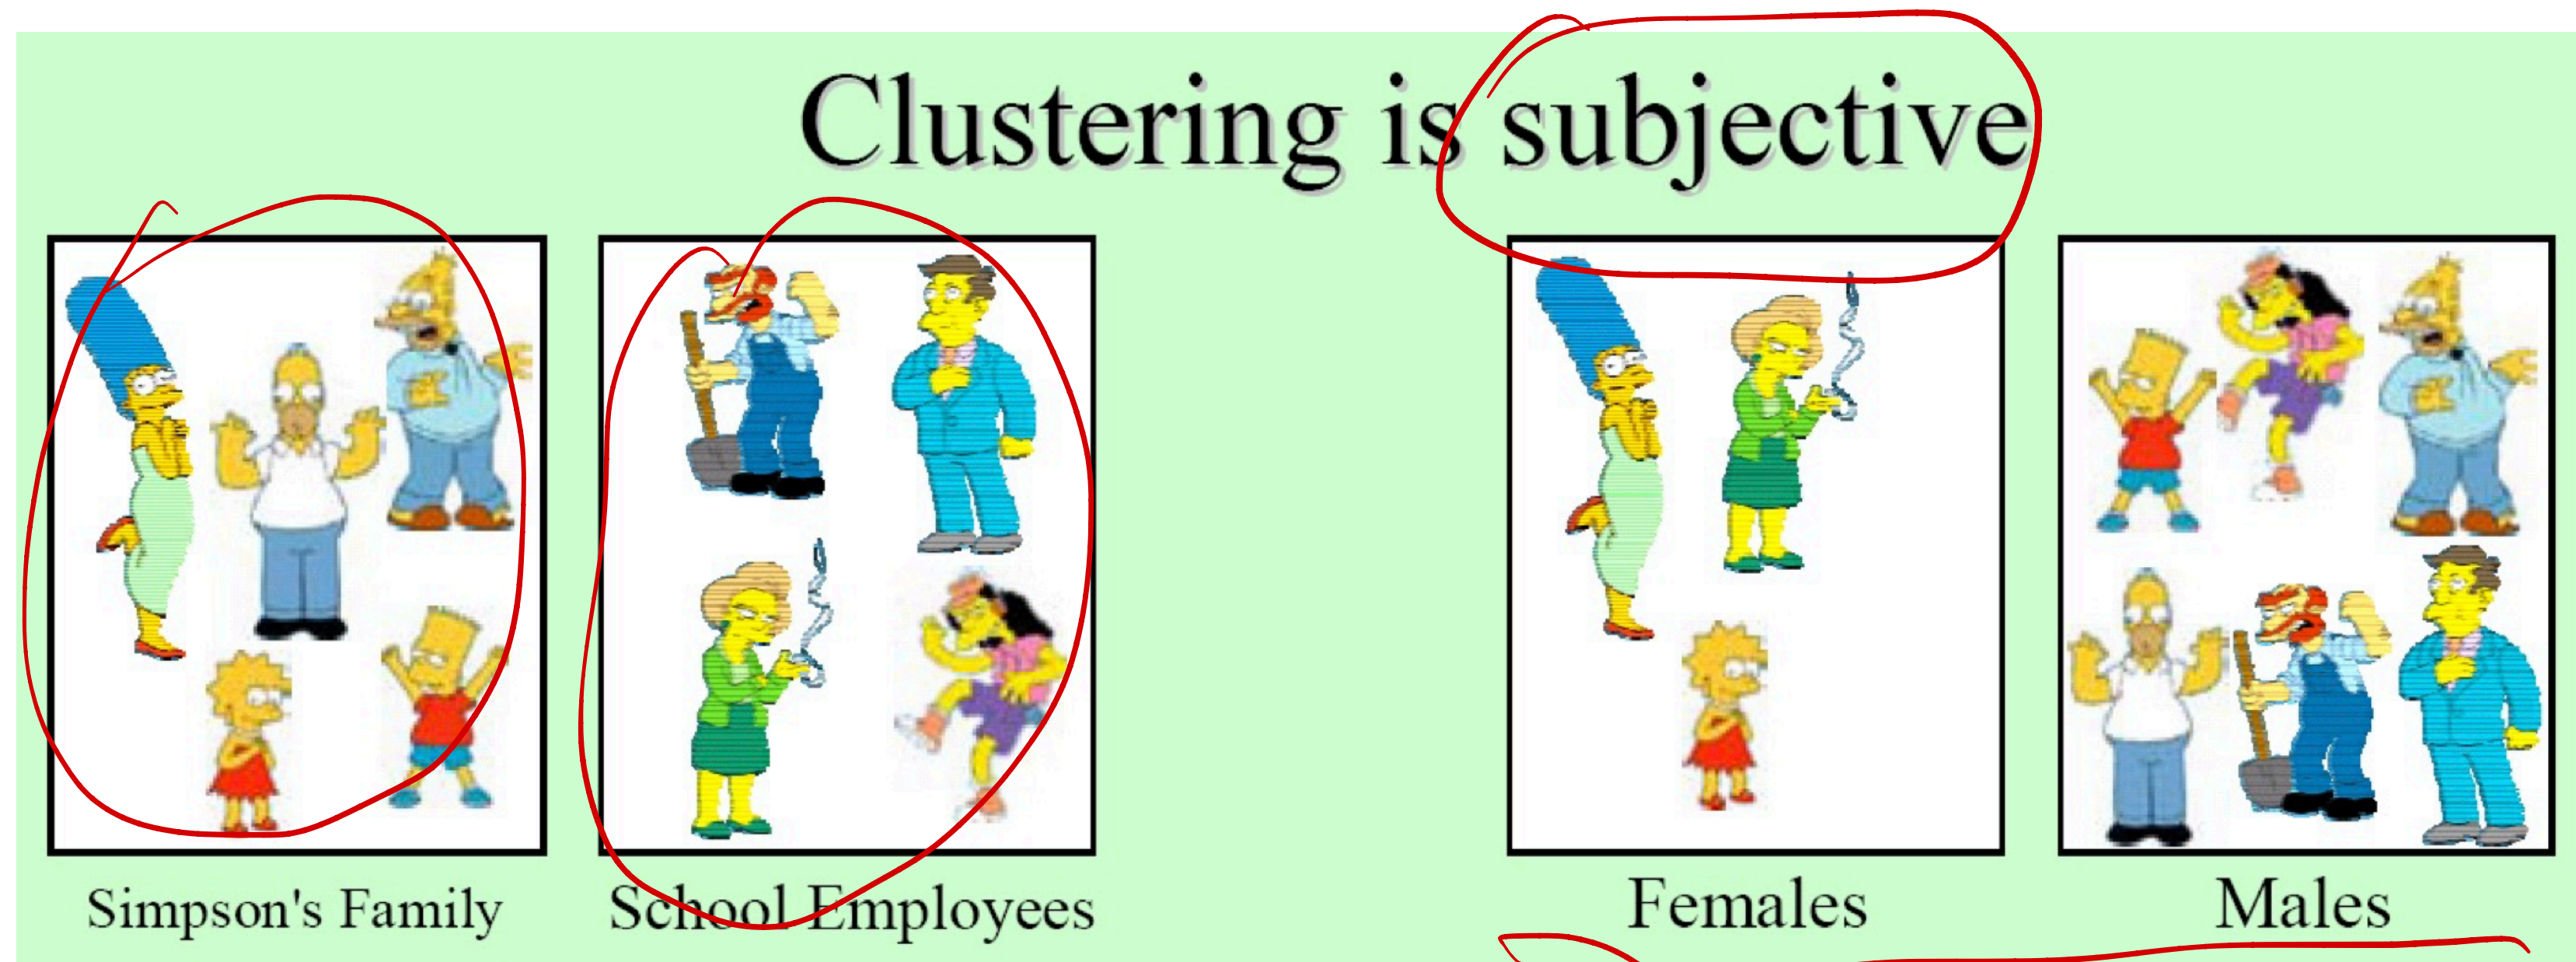 Clustering is subjective
Simpson's Family
School Employees
Females
Males